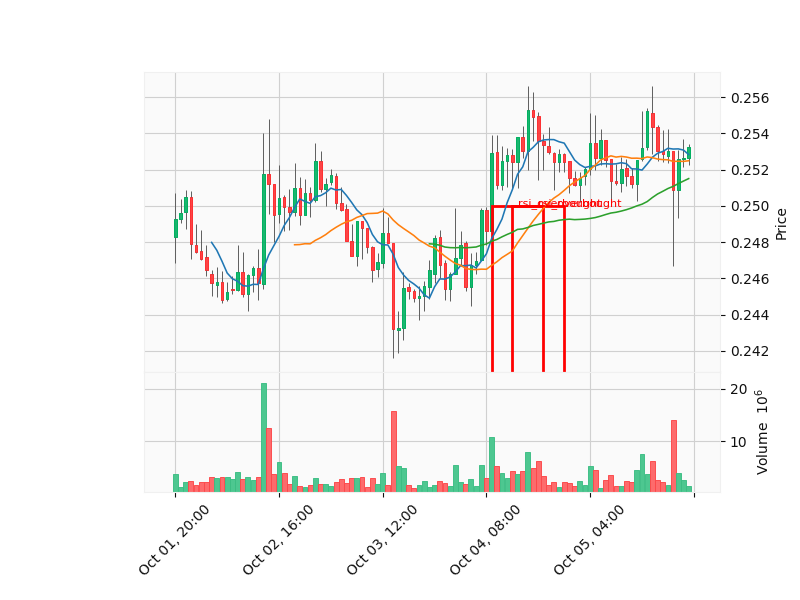 0.256
0.254
0.252
0.250
0.248
0.246
0.244
0.242
Price
rsi_overbought
20
10
Volume 10^6
Oct 01, 20:00
Oct 02, 16:00
Oct 03, 12:00
Oct 04, 08:00
Oct 05, 04:00